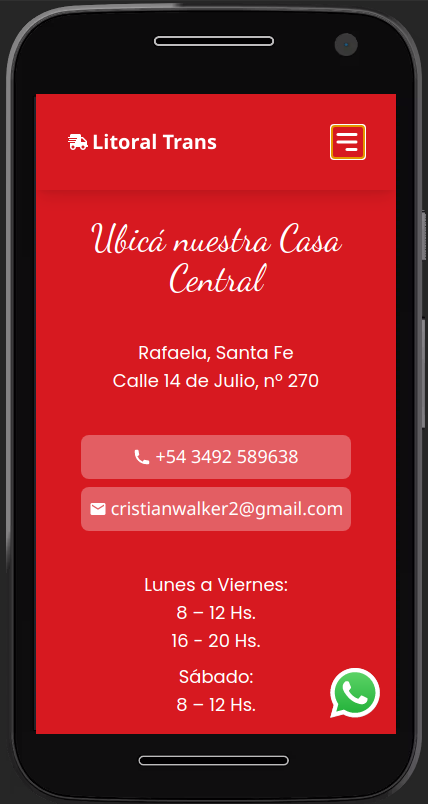 Litoral Trans
Ubicá nuestra Casa
Central
Rafaela, Santa Fe
Calle 14 de Julio, nº 270
+54 3492 589638
cristianwalker2@gmail.com
Lunes a Viernes:
8 – 12 Hs.
16 - 20 Hs.
Sábado:
8 – 12 Hs.